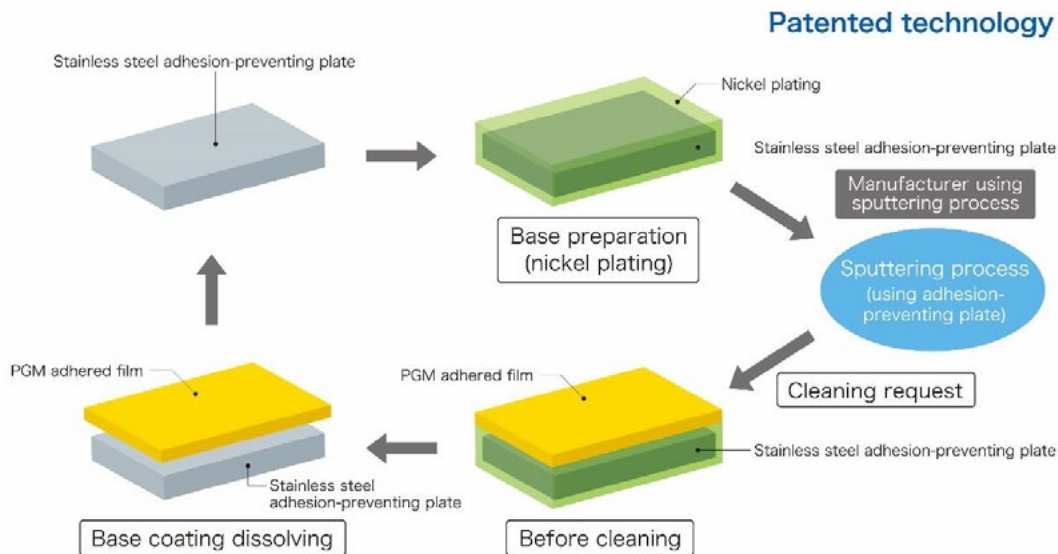 Patented technology
Stainless steel adhesion-preventing plate
Nickel plating
Stainless steel adhesion-preventing plate
Base preparation
(nickel plating)
Manufacturer using
sputtering process
Sputtering process
(using adhesion-
preventing plate)
Cleaning request
PGM adhered film
Stainless steel adhesion-preventing plate
Before cleaning
PGM adhered film
Stainless steel
adhesion-preventing plate
Base coating dissolving